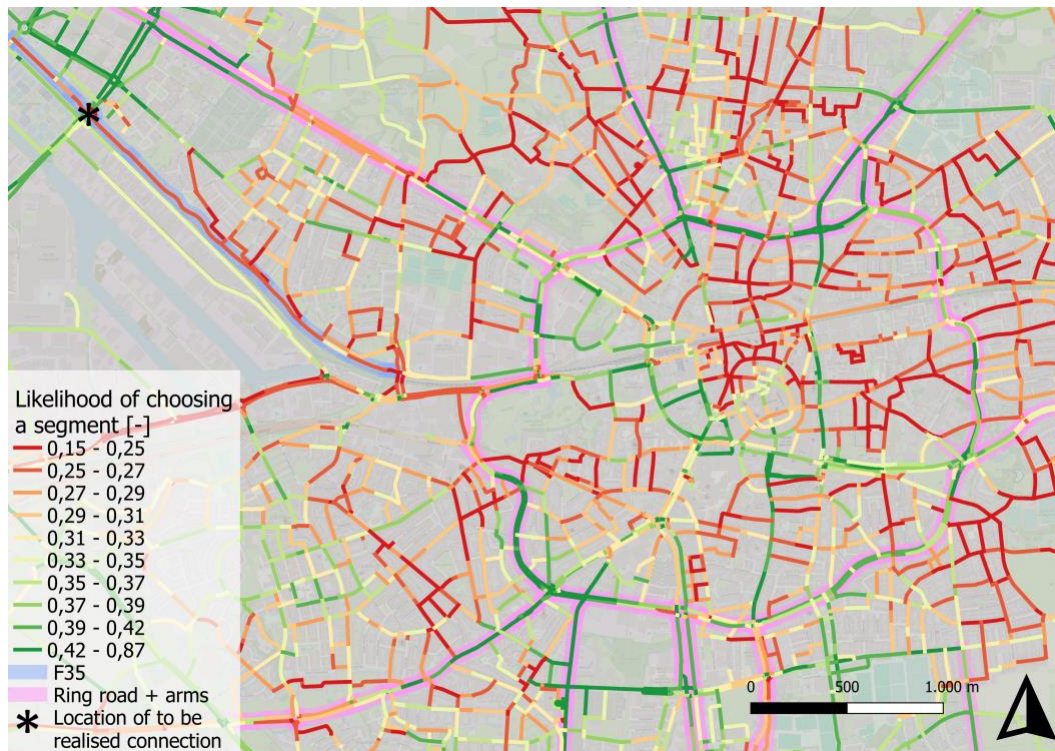 Likelihood of choosing
a segment [-]
0,15 - 0,25
0,25 - 0,27
0,27 - 0,29
0,29 - 0,31
0,31 - 0,33
0,33 - 0,35
0,35 - 0,37
0,37 - 0,39
0,39 - 0,42
0,42 - 0,87
F35
Ring road + arms
* Location of to be
realised connection
0 500 1.000 m